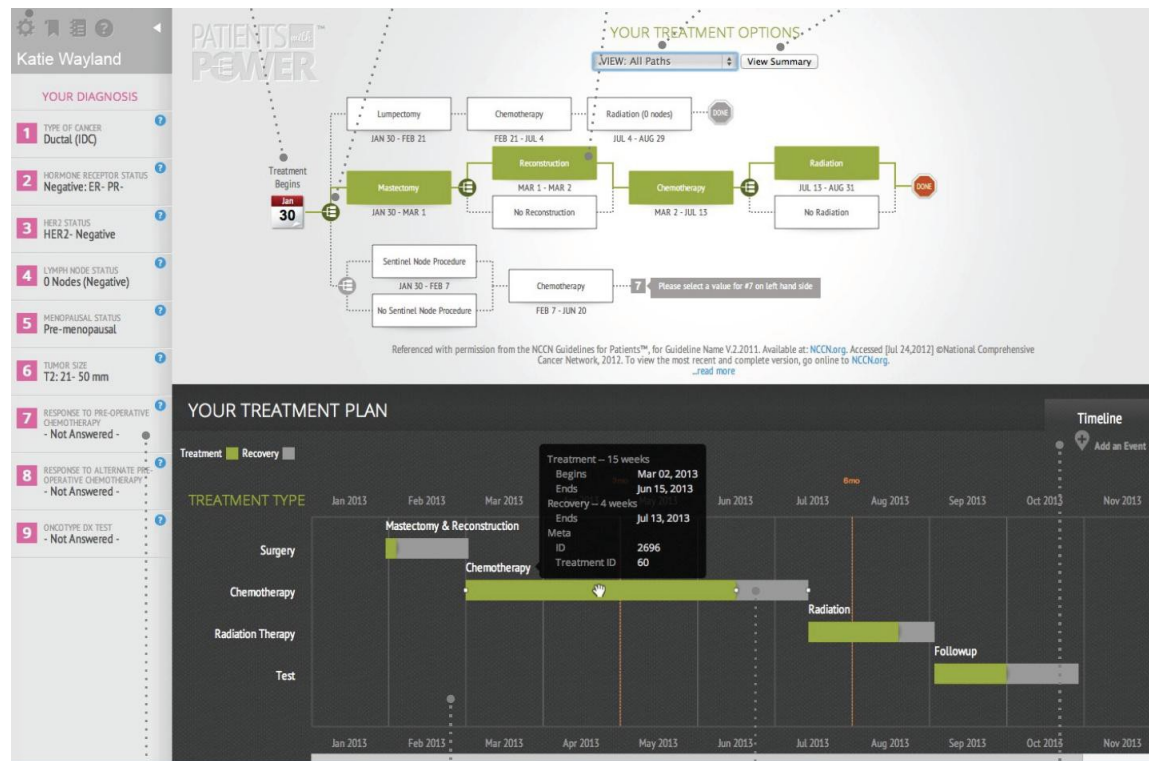 Katie Wayland
YOUR DIAGNOSIS
1 TYPE OF CANCER
Ductal (IDC)
2 HORMONE RECEPTOR STATUS
Negative: ER- PR-
3 HER2 STATUS
HER2- Negative
4 LYMPH NODE STATUS
0 Nodes (Negative)
5 MENOPAUSAL STATUS
Pre-menopausal
6 TUMOR SIZE
T2: 21- 50 mm
7 RESPONSE TO PRE-OPERATIVE
CHEMOTHERAPY
- Not Answered -
8 RESPONSE TO ALTERNATE PRE-
OPERATIVE CHEMOTHERAPY
- Not Answered -
9 ONCOTYPE DX TEST
- Not Answered -
PATIENTS with
POWER ™
YOUR TREATMENT OPTIONS
VIEW: All Paths View Summary
Lumpectomy Chemotherapy Radiation (0 nodes) DONE
JAN 30 - FEB 21 FEB 21 - JUL 4 JUL 4 - AUG 29
Treatment
Begins
Jan
30
Reconstruction Radiation
MAR 1 - MAR 2 JUL 13 - AUG 31
Mastectomy Chemotherapy DONE
JAN 30 - MAR 1 No Reconstruction MAR 2 - JUL 13 No Radiation
Sentinel Node Procedure
JAN 30 - FEB 7 Chemotherapy 7 Please select a value for #7 on left hand side
No Sentinel Node Procedure FEB 7 - JUN 20
Referenced with permission from the NCCN Guidelines for Patients™, for Guideline Name V.2.2011. Available at: NCCN.org. Accessed [Jul 24,2012] ©National Comprehensive
Cancer Network, 2012. To view the most recent and complete version, go online to NCCN.org.
...read more
YOUR TREATMENT PLAN
Timeline
Add an Event
Treatment Recovery
Treatment -- 15 weeks
Begins Mar 02, 2013
Ends Jun 15, 2013
Recovery -- 4 weeks
Ends Jul 13, 2013
Meta
ID 2696
Treatment ID 60
6mo
TREATMENT TYPE Jan 2013 Feb 2013 Mar 2013 Jun 2013 Jul 2013 Aug 2013 Sep 2013 Oct 2013 Nov 2013
Mastectomy & Reconstruction
Surgery
Chemotherapy
Chemotherapy
Radiation
Radiation Therapy
Followup
Test
Jan 2013 Feb 2013 Mar 2013 Apr 2013 May 2013 Jun 2013 Jul 2013 Aug 2013 Sep 2013 Oct 2013 Nov 2013